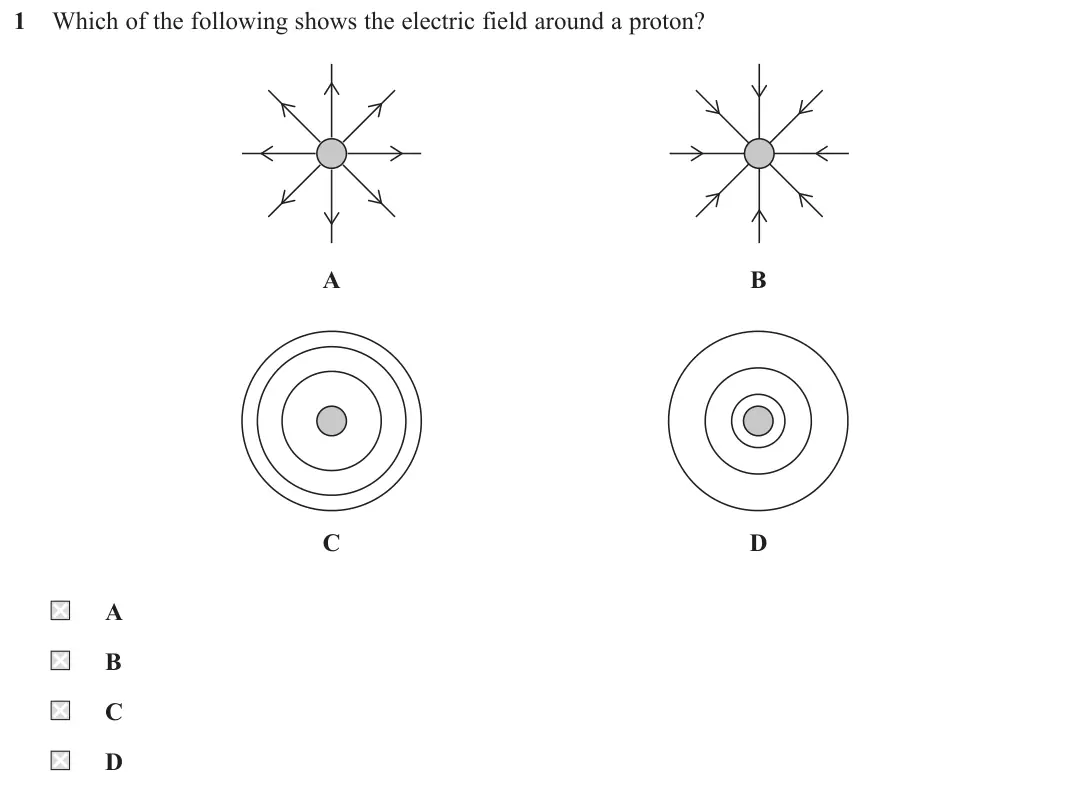 1 Which of the following shows the electric field around a proton?
A B
C D
A
B
C
D